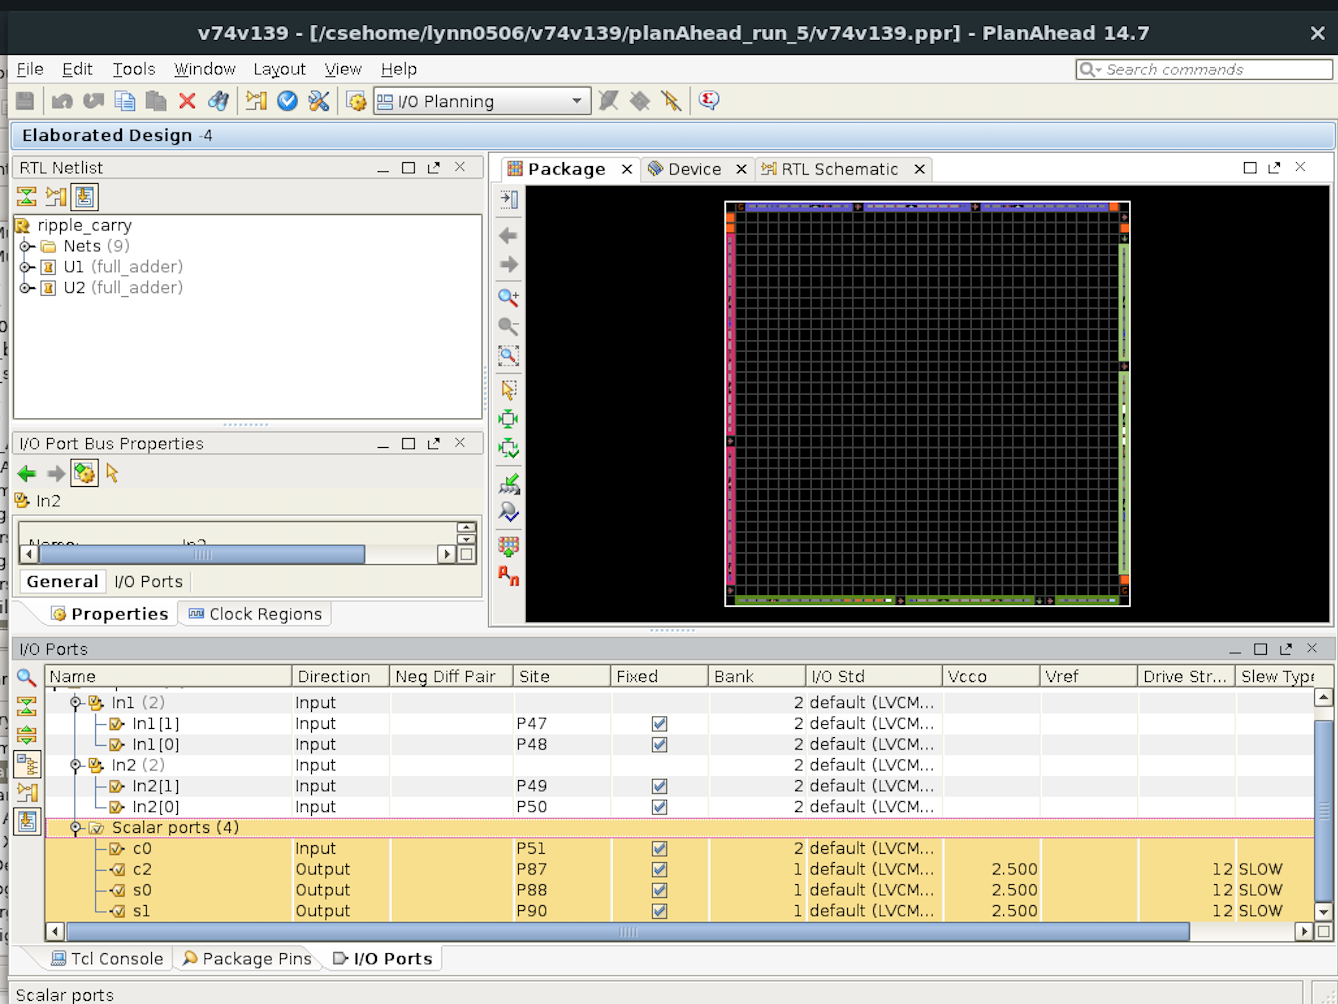 v74v139 - [/csehome/lynn0506/v74v139/planAhead_run_5/v74v139.ppr] - PlanAhead 14.7
File Edit Tools Window Layout View Help
Search commands
I/O Planning
Elaborated Design -4
RTL Netlist
ripple_carry
Nets (9)
U1 (full_adder)
U2 (full_adder)
Package
Device
RTL Schematic
I/O Port Bus Properties
In2
Name: In2
General I/O Ports
Properties Clock Regions
I/O Ports
Name Direction Neg Diff Pair Site Fixed Bank I/O Std Vcco Vref Drive Str... Slew Type
In1 (2) Input 2 default (LVCM...
In1[1] Input P47 2 default (LVCM...
In1[0] Input P48 2 default (LVCM...
In2 (2) Input 2 default (LVCM...
In2[1] Input P49 2 default (LVCM...
In2[0] Input P50 2 default (LVCM...
Scalar ports (4)
c0 Input P51 2 default (LVCM...
c2 Output P87 1 default (LVCM... 2.500 12 SLOW
s0 Output P88 1 default (LVCM... 2.500 12 SLOW
s1 Output P90 1 default (LVCM... 2.500 12 SLOW
Tcl Console Package Pins I/O Ports
Scalar ports